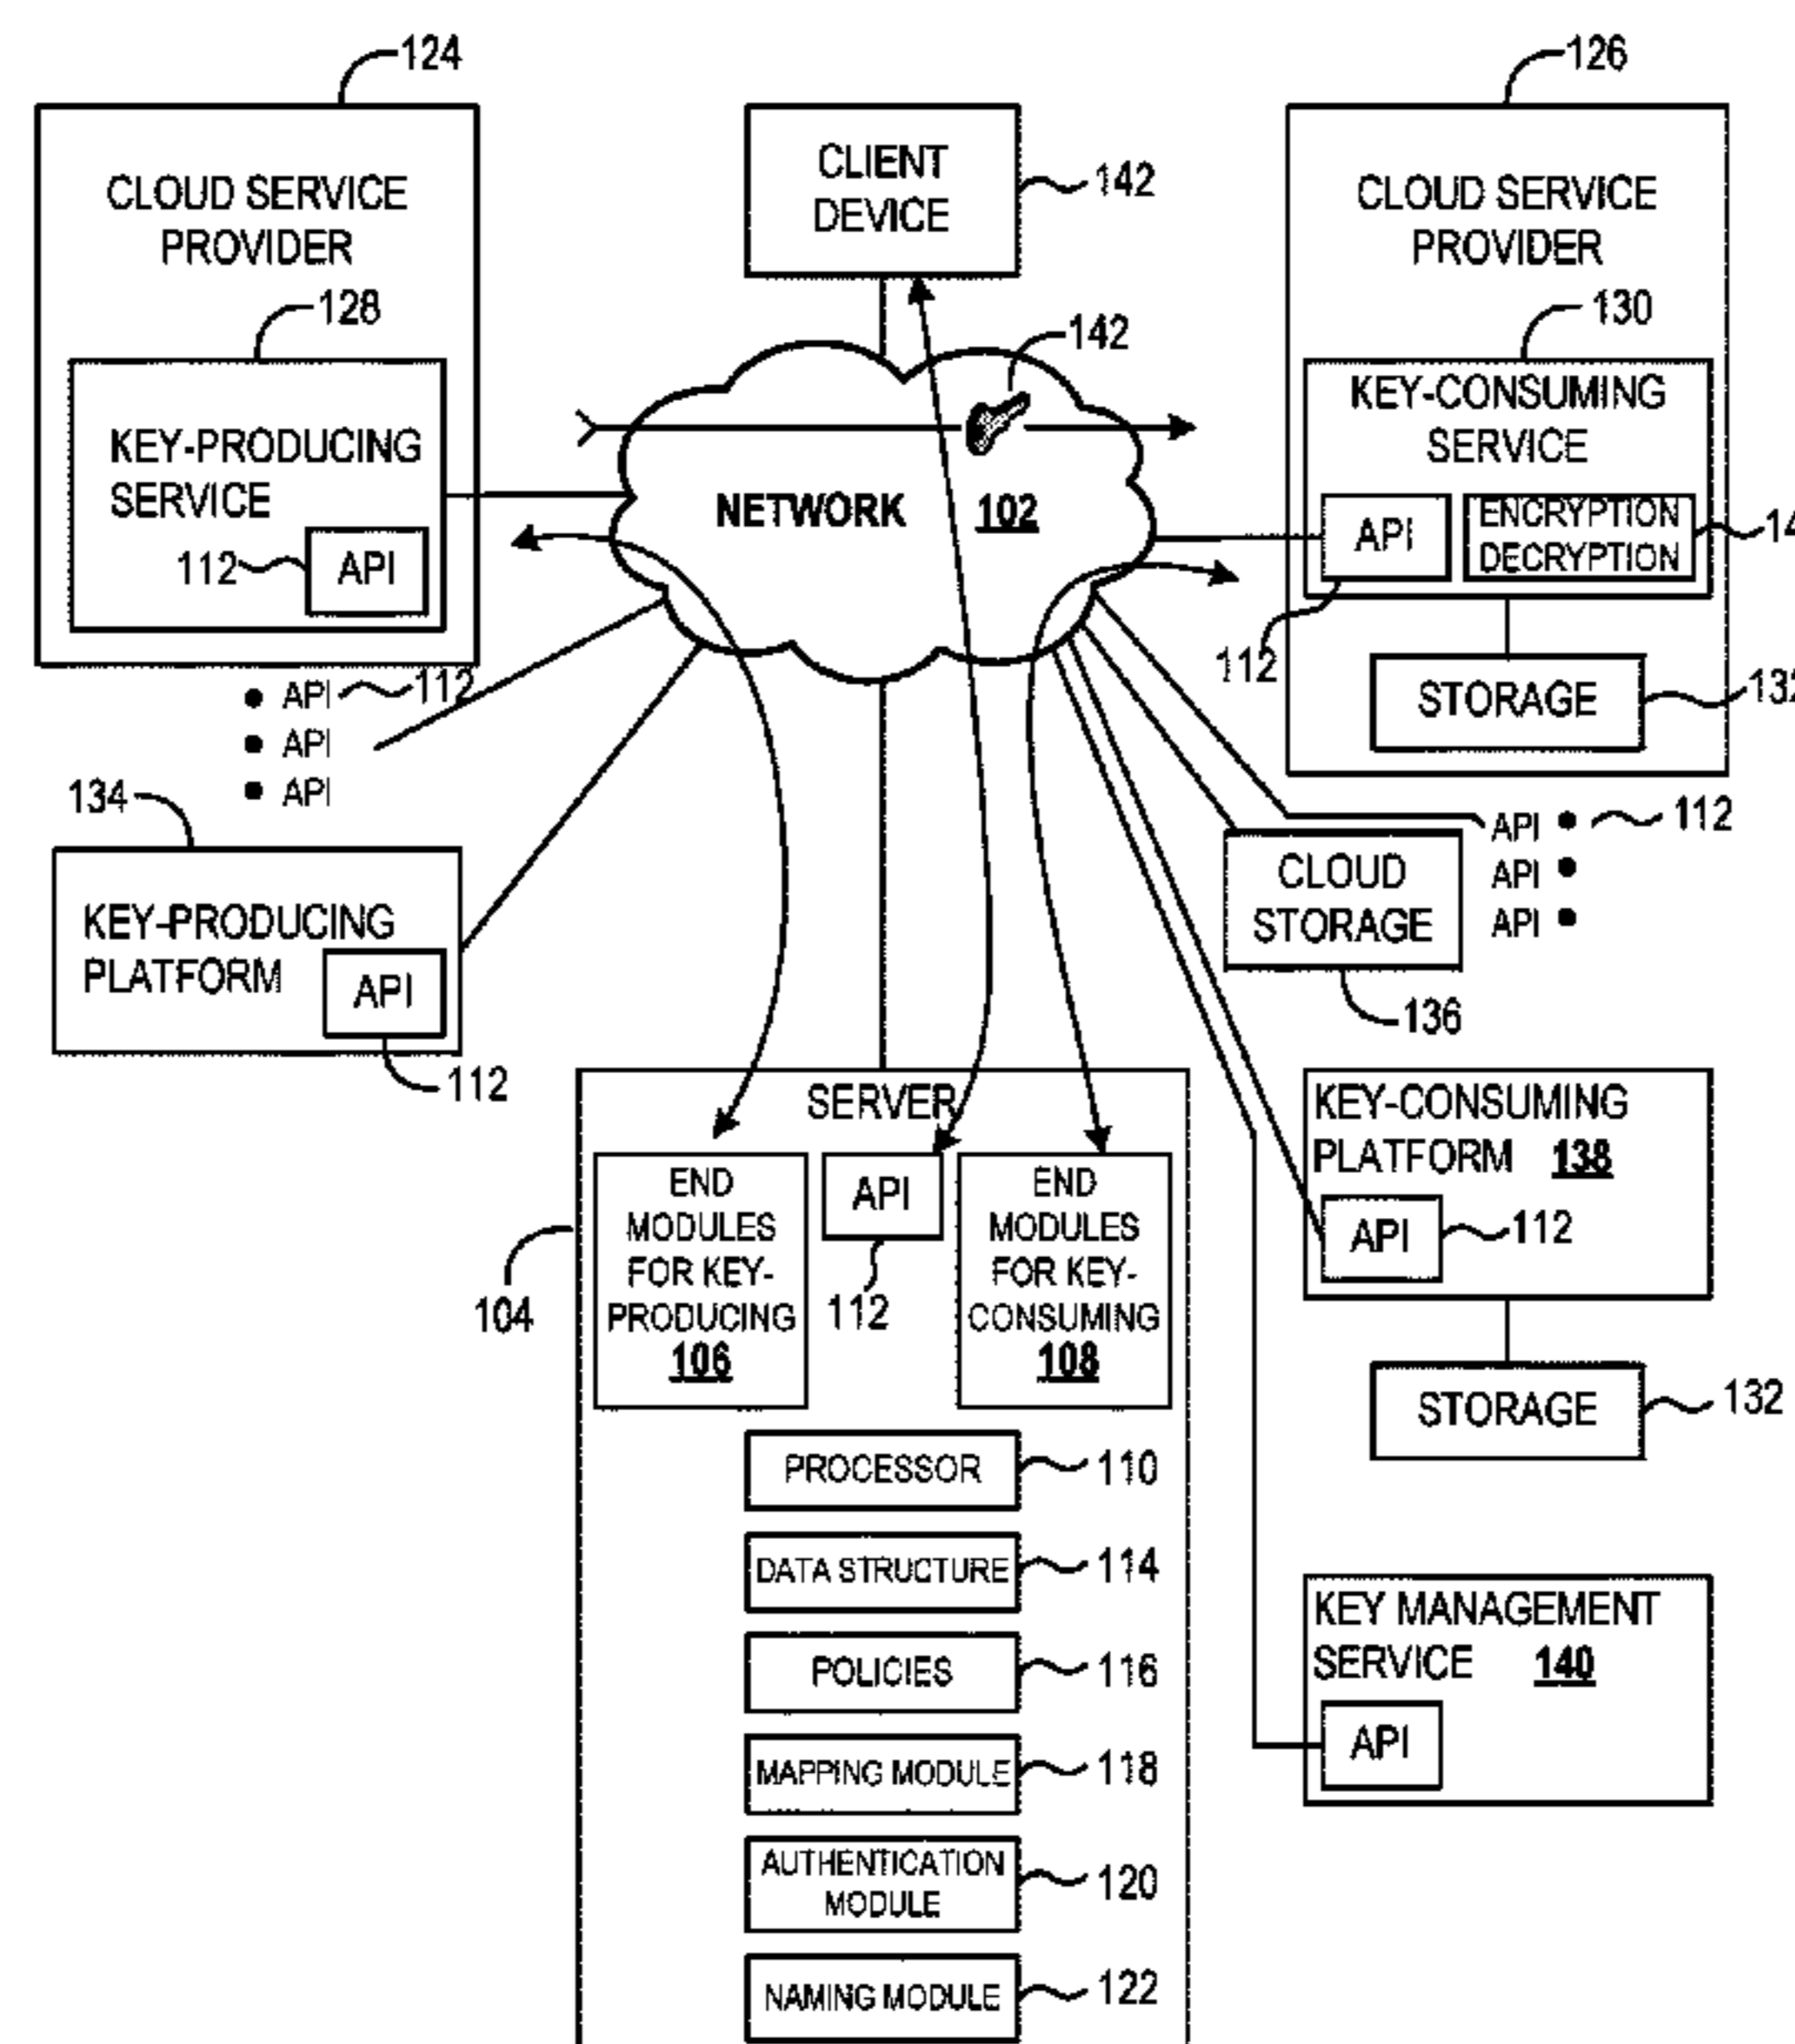 124
126
CLOUD SERVICE
PROVIDER
128
KEY-PRODUCING
SERVICE
112
API
CLIENT
DEVICE
142
142
NETWORK 102
CLOUD SERVICE
PROVIDER
130
KEY-CONSUMING
SERVICE
API
ENCRYPTION
DECRYPTION
112
STORAGE
132
API 112
API
API
134
KEY-PRODUCING
PLATFORM
API
112
API 112
API
API
CLOUD
STORAGE
136
SERVER
104
END
MODULES
FOR KEY-
PRODUCING
106
API
112
END
MODULES
FOR KEY-
CONSUMING
108
PROCESSOR 110
DATA STRUCTURE 114
POLICIES 116
MAPPING MODULE 118
AUTHENTICATION
MODULE
120
NAMING MODULE 122
KEY-CONSUMING
PLATFORM 138
API
112
STORAGE 132
KEY MANAGEMENT
SERVICE 140
API